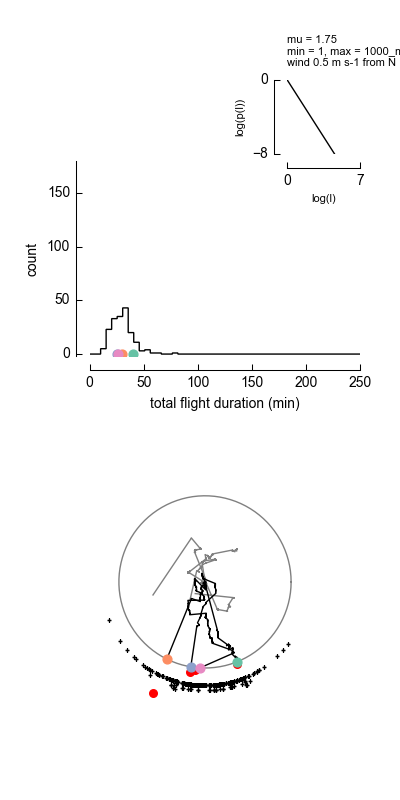 mu = 1.75
min = 1, max = 1000_m
wind 0.5 m s-1 from N
0
log(p(l))
−8
0
7
log(l)
150
100
count
50
0
0
50
100
150
200
250
total flight duration (min)